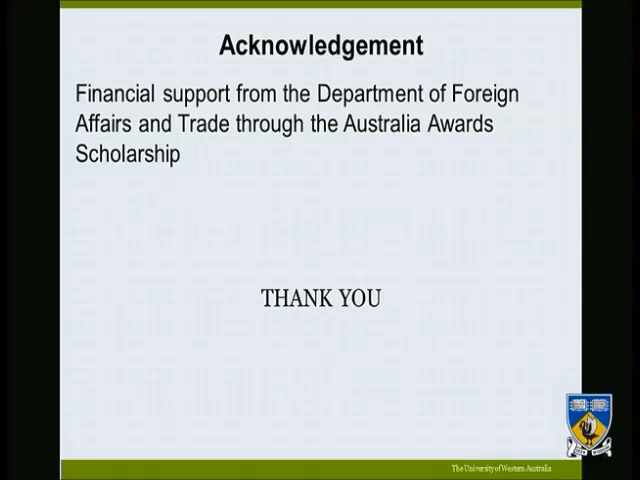 Acknowledgement
Financial support from the Department of Foreign
Affairs and Trade through the Australia Awards
Scholarship
THANK YOU
The University of Western Australia